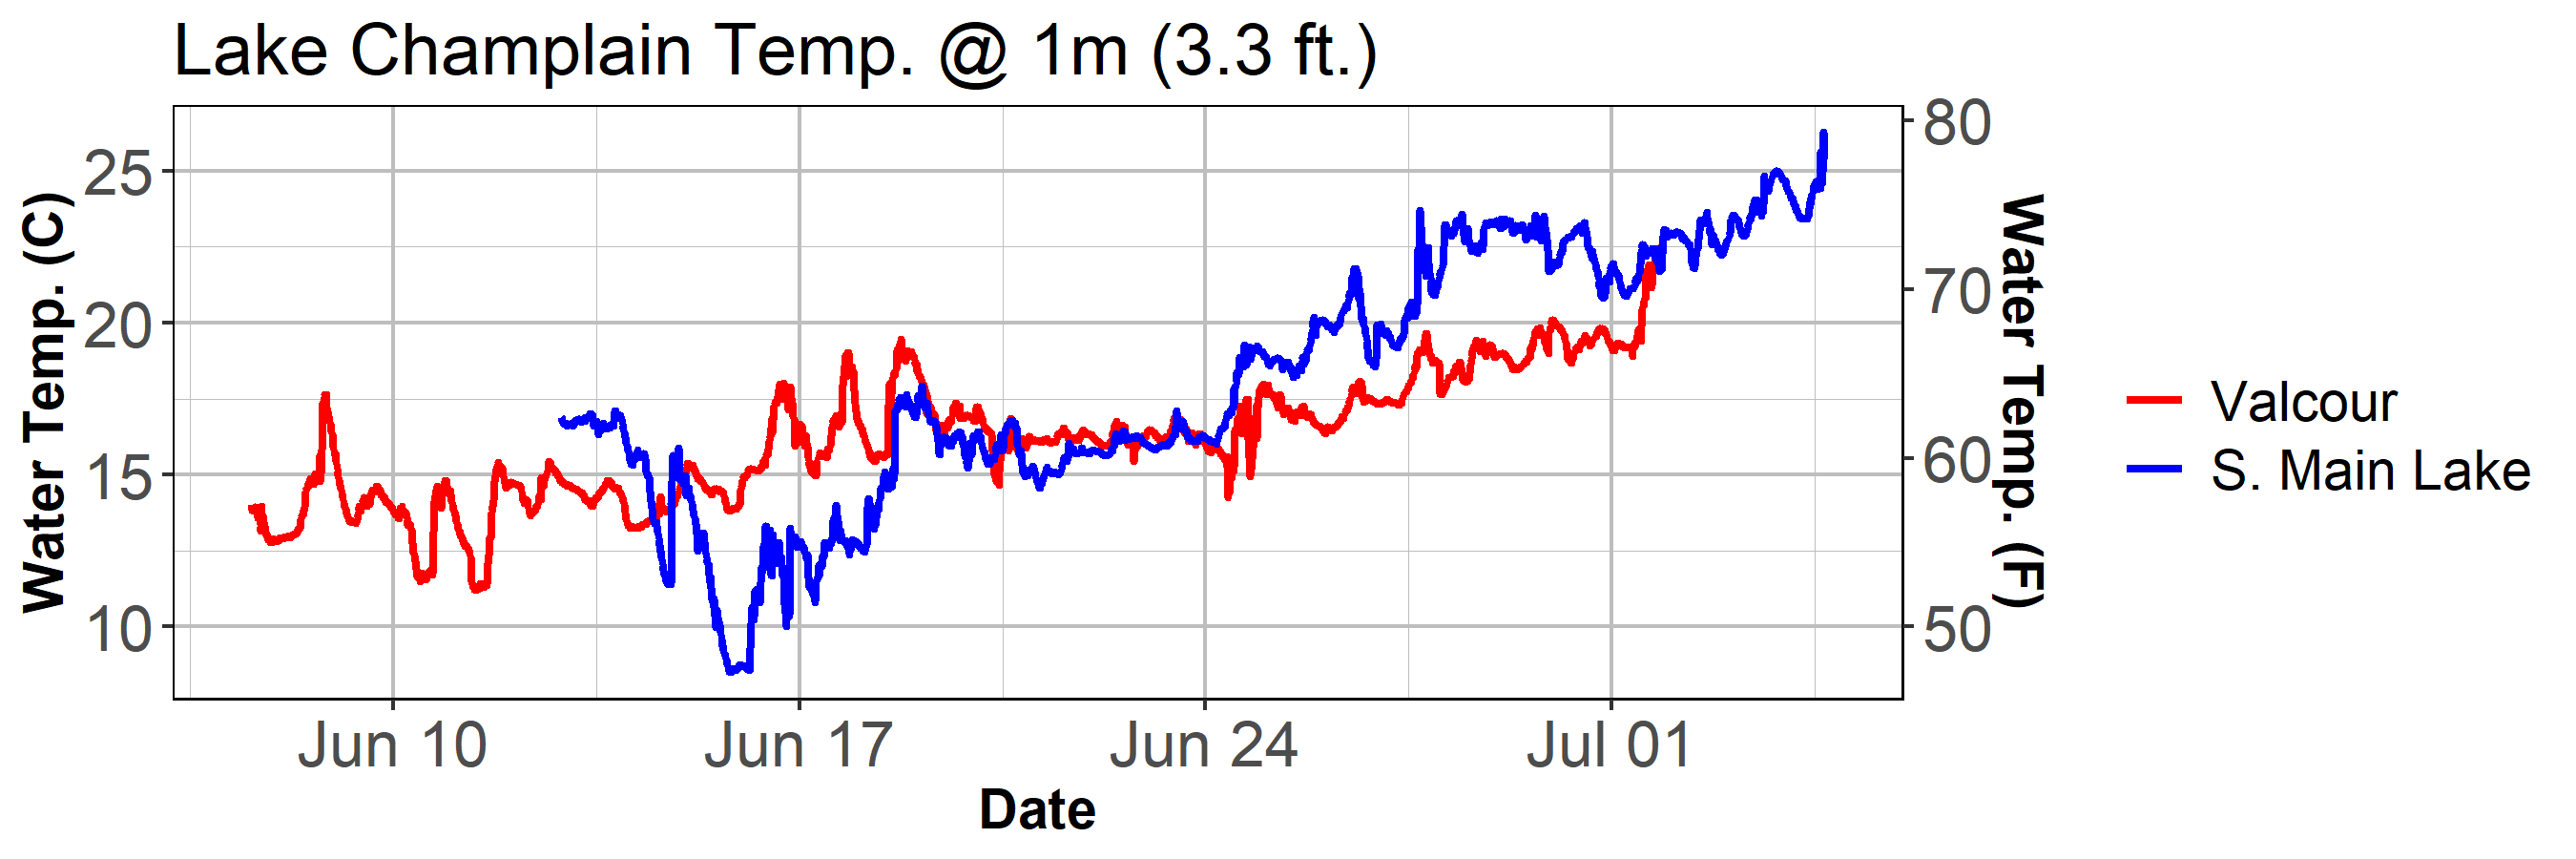 Lake Champlain Temp. @ 1m (3.3 ft.)
Water Temp. (C)
25
20
15
10
80
70
60
50
Water Temp. (F)
Jun 10
Jun 17
Jun 24
Jul 01
Date
Valcour
S. Main Lake